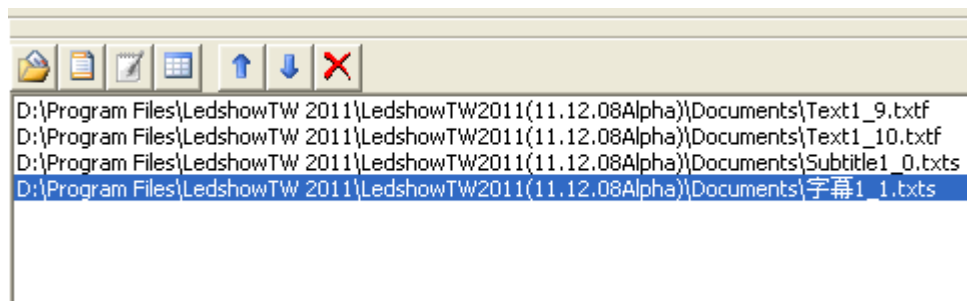 D:\Program Files\LedshowTW 2011\LedshowTW2011(11.12.08Alpha)\Documents\Text1_9.txtf
D:\Program Files\LedshowTW 2011\LedshowTW2011(11.12.08Alpha)\Documents\Text1_10.txtf
D:\Program Files\LedshowTW 2011\LedshowTW2011(11.12.08Alpha)\Documents\Subtitle1_0.txts
D:\Program Files\LedshowTW 2011\LedshowTW2011(11.12.08Alpha)\Documents\字幕1_1.txts